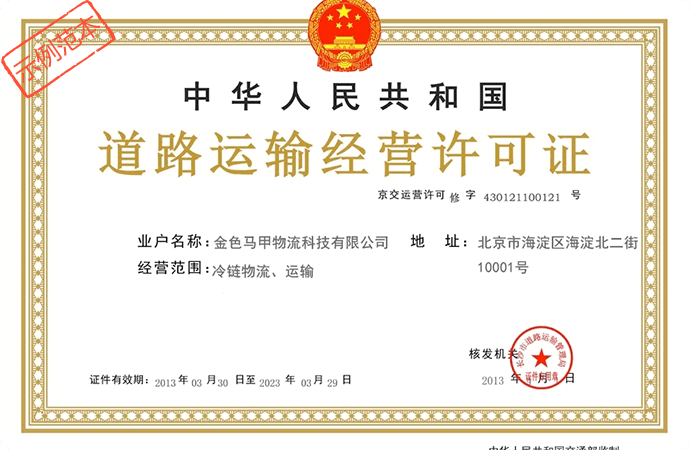 示例范本
中华人民共和国
道路运输经营许可证
京交运营许可 修 字 430121100121 号
业户名称：金色马甲物流科技有限公司 地 址：北京市海淀区海淀北二街
10001号
经营范围：冷链物流、运输
核发机关
长沙市道路运输管理局
证件专用章
证件有效期：2013 年 03 月 30 日至 2023 年 03 月 29 日
2013 年 月 日
中华人民共和国交通部监制